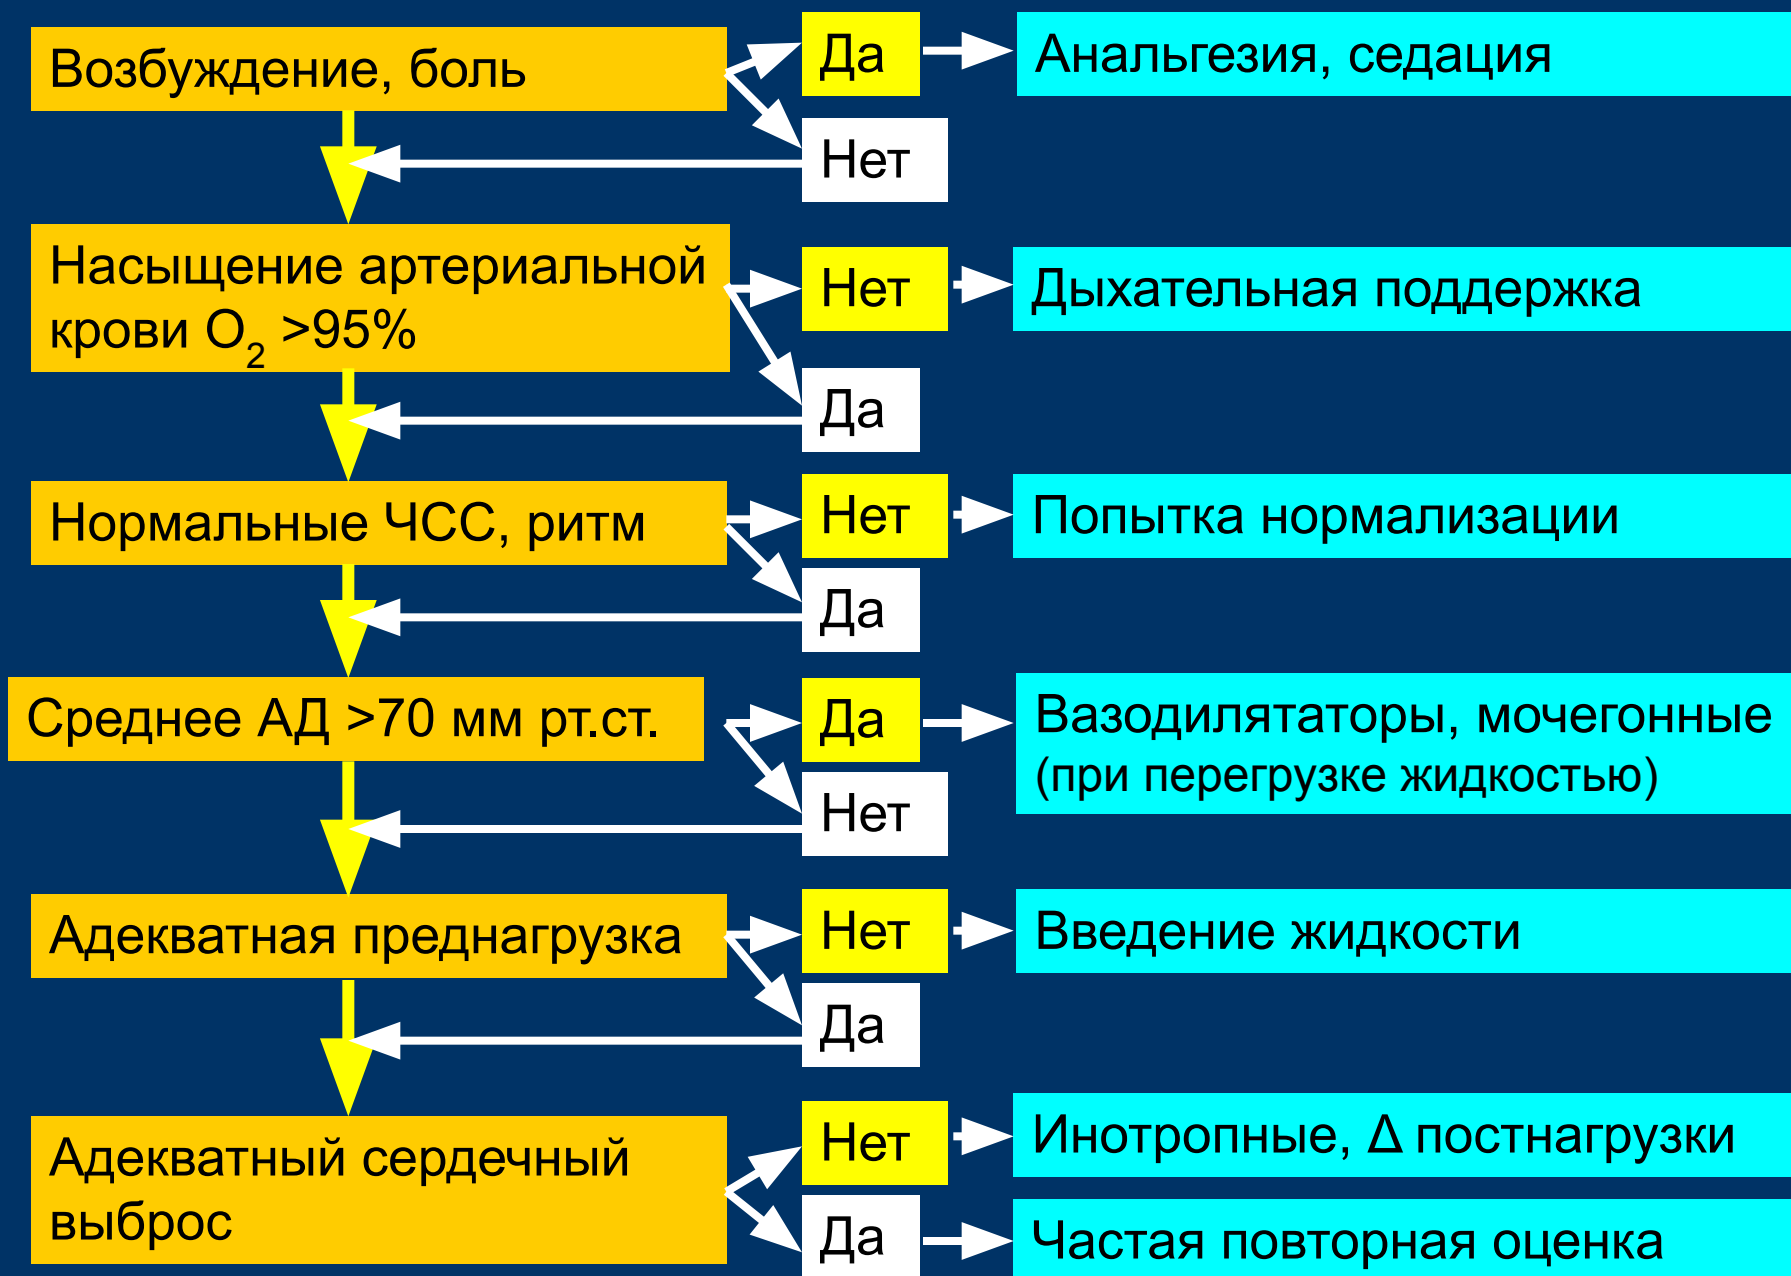 Возбуждение, боль
Да
Анальгезия, седация
Нет
Насыщение артериальной
крови O₂ >95%
Нет
Дыхательная поддержка
Да
Нормальные ЧСС, ритм
Нет
Попытка нормализации
Да
Среднее АД >70 мм рт.ст.
Да
Вазодилятаторы, мочегонные
(при перегрузке жидкостью)
Нет
Адекватная преднагрузка
Нет
Введение жидкости
Да
Адекватный сердечный
выброс
Нет
Инотропные, Δ постнагрузки
Да
Частая повторная оценка